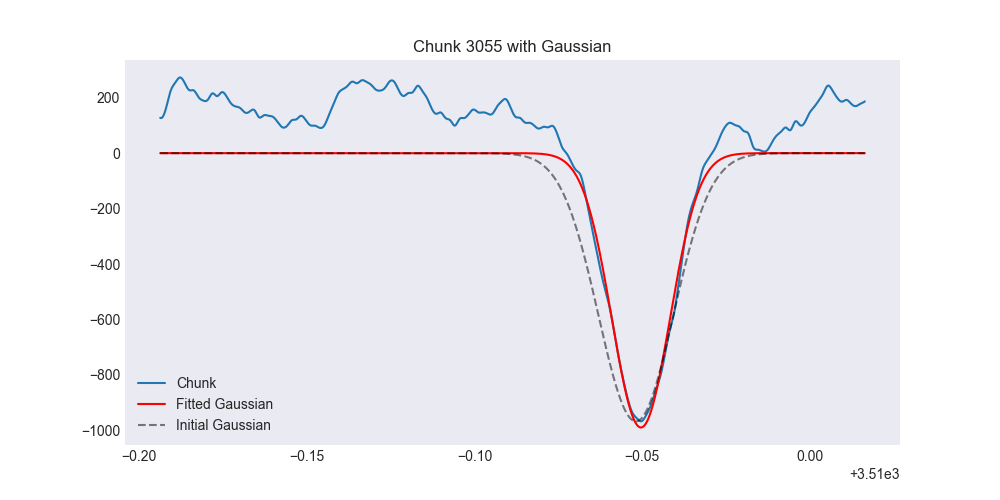 Chunk 3055 with Gaussian
200
0
−200
−400
−600
−800
−1000
Chunk
Fitted Gaussian
Initial Gaussian
−0.20 −0.15 −0.10 −0.05 0.00
+3.51e3